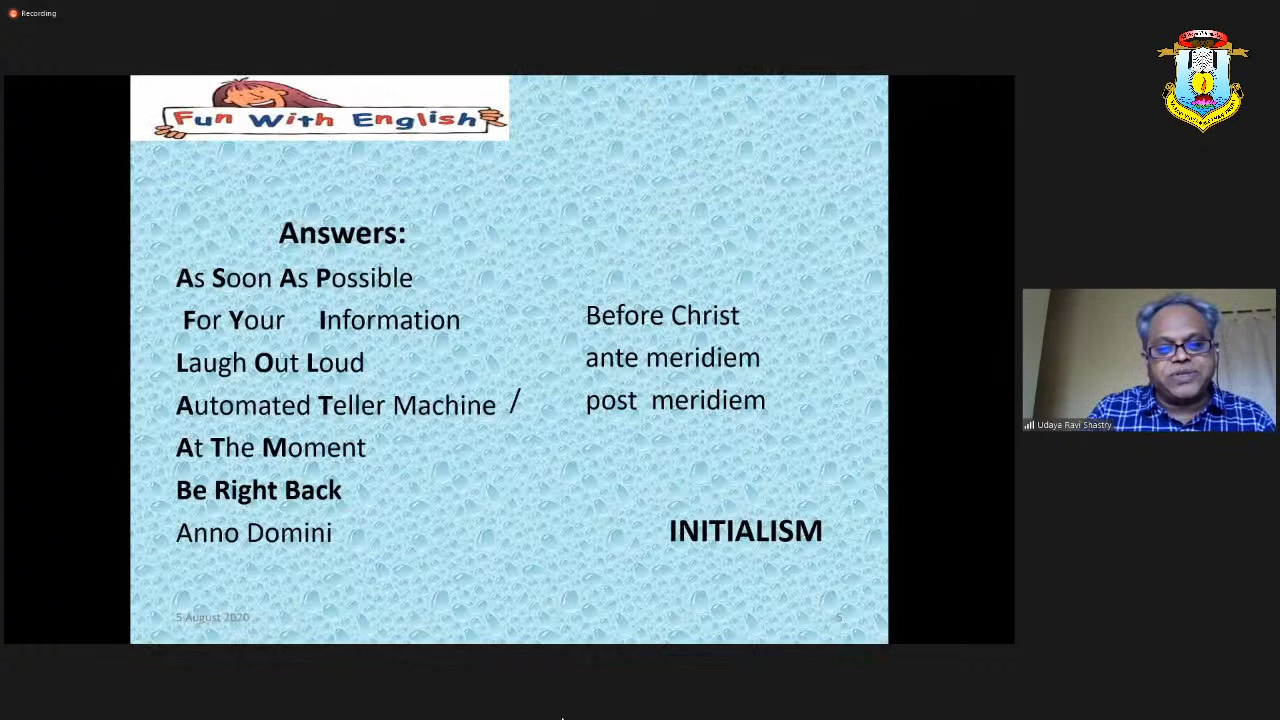 Recording
Fun With English
Answers:
As Soon As Possible
For Your Information
Laugh Out Loud
Automated Teller Machine /
At The Moment
Be Right Back
Anno Domini
Before Christ
ante meridiem
post meridiem
INITIALISM
5 August 2020
5
Udaya Ravi Shastry